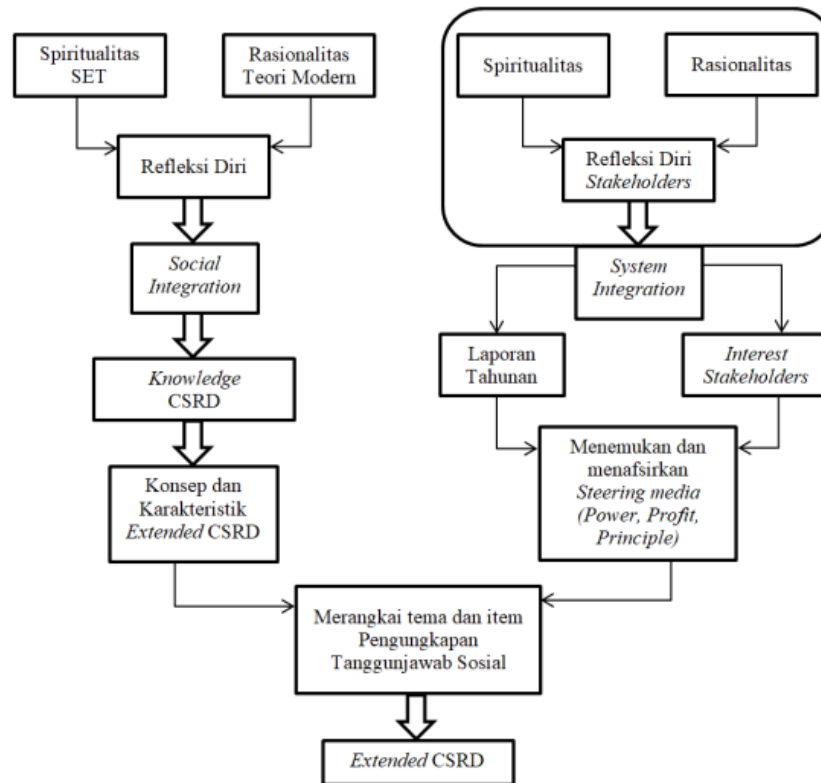 Spiritualitas
SET
Rasionalitas
Teori Modern
Refleksi Diri
Social
Integration
Knowledge
CSRD
Konsep dan
Karakteristik
Extended CSRD
Spiritualitas
Rasionalitas
Refleksi Diri
Stakeholders
System
Integration
Laporan
Tahunan
Interest
Stakeholders
Menemukan dan
menafsirkan
Steering media
(Power, Profit,
Principle)
Merangkai tema dan item
Pengungkapan
Tanggunjawab Sosial
Extended CSRD